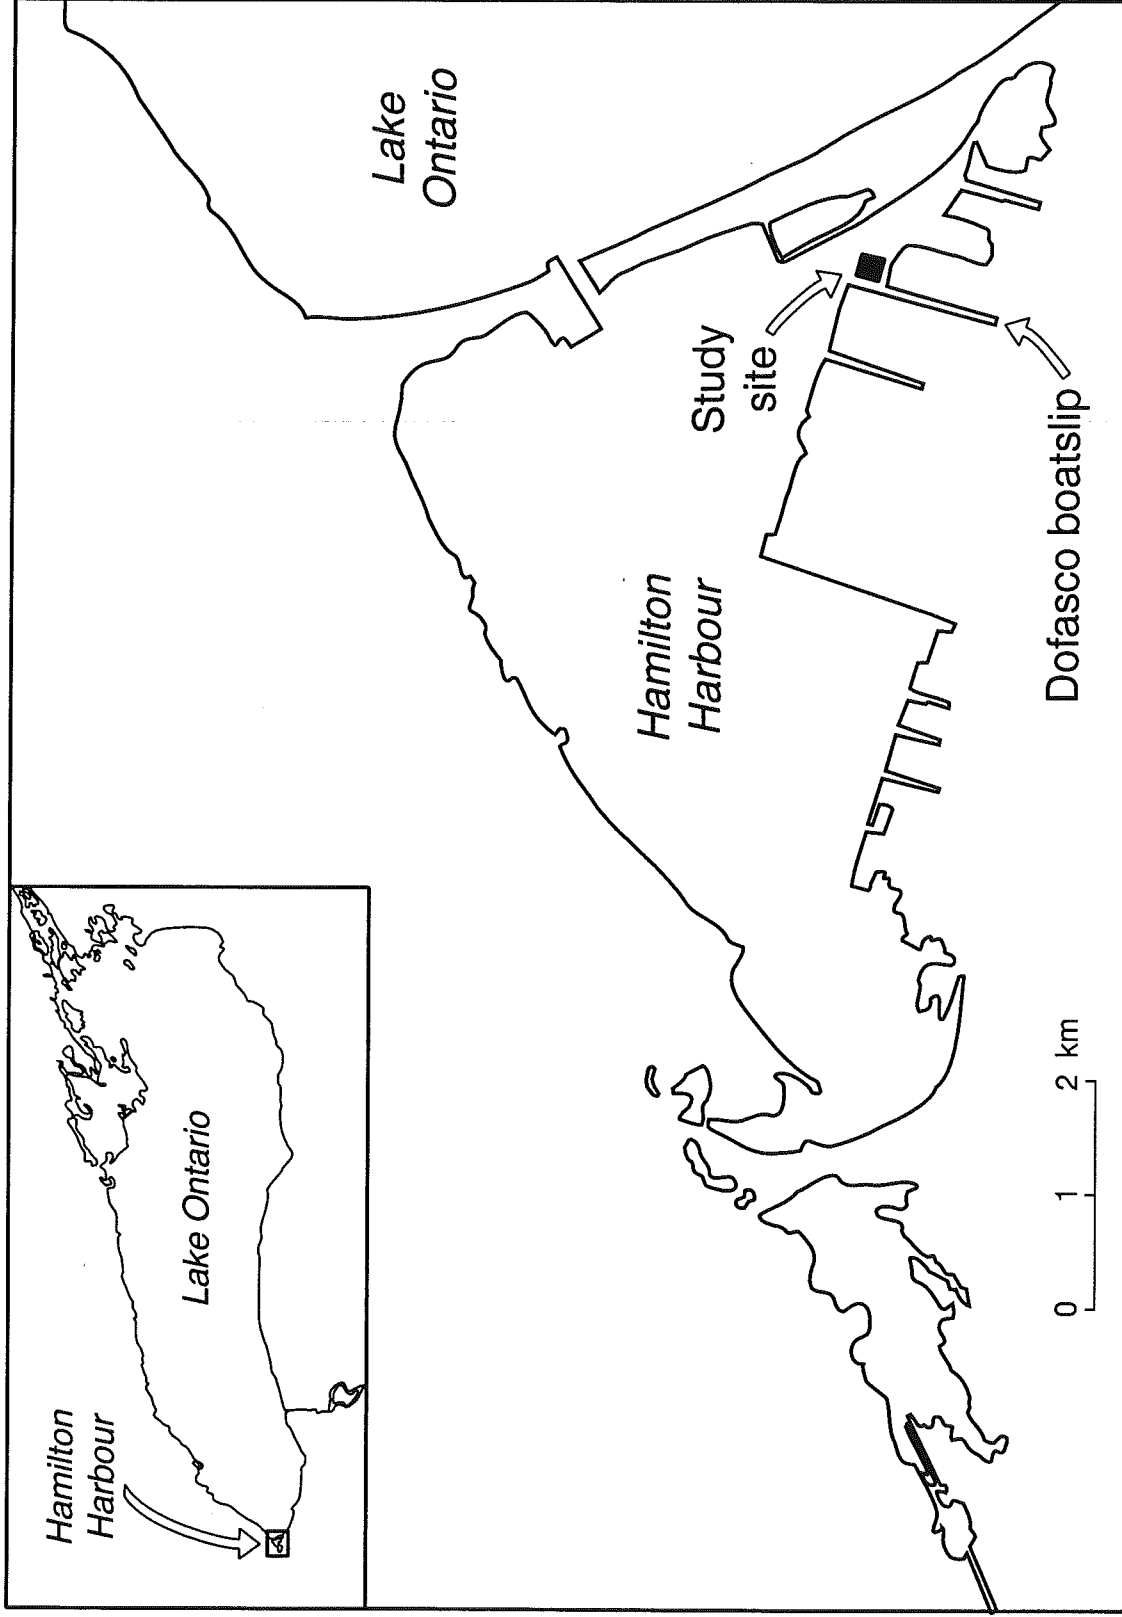 Hamilton
Harbour
Lake Ontario
Lake
Ontario
Hamilton
Harbour
Study
site
Dofasco boatslip
0 1 2 km